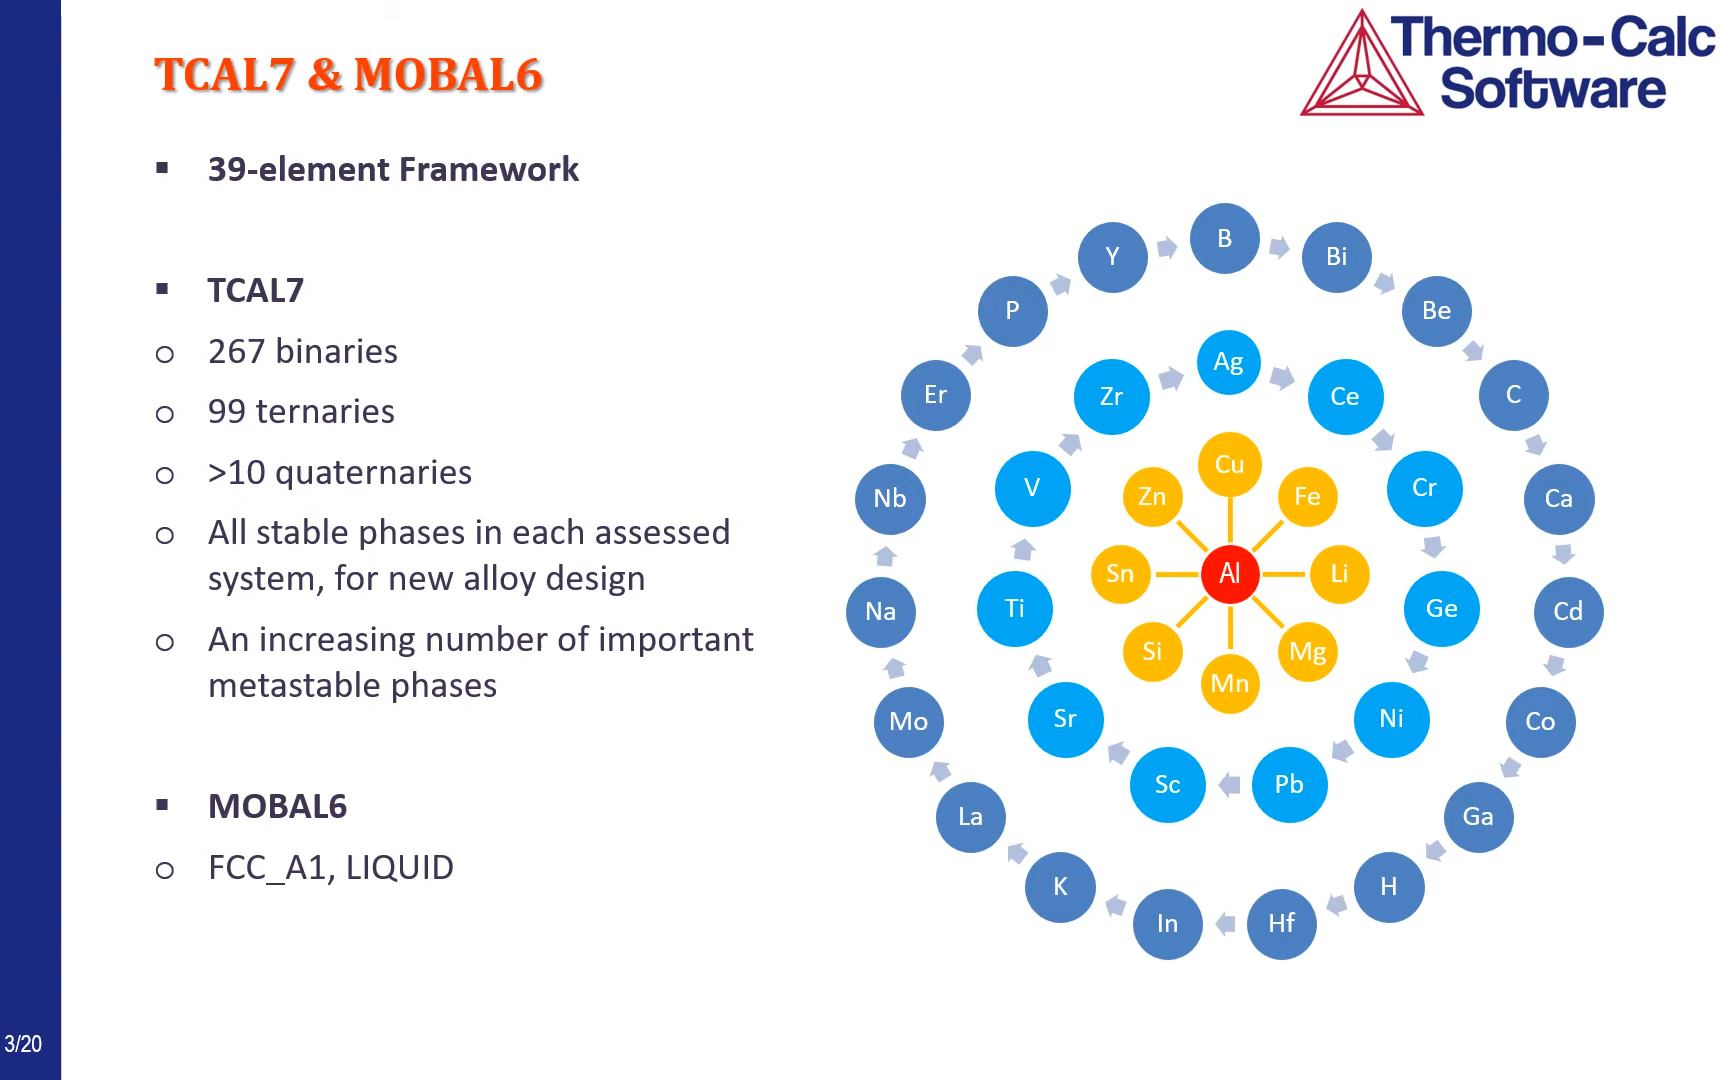 Thermo-Calc
Software
TCAL7 & MOBAL6
▪ 39-element Framework
▪ TCAL7
o 267 binaries
o 99 ternaries
o >10 quaternaries
o All stable phases in each assessed
system, for new alloy design
o An increasing number of important
metastable phases
▪ MOBAL6
o FCC_A1, LIQUID
B
Bi
Be
C
Ca
Cd
Co
Ga
H
Hf
In
K
La
Mo
Na
Nb
Er
P
Y
Ag
Ce
Cr
Ge
Ni
Pb
Sc
Sr
Ti
V
Zr
Cu
Fe
Li
Mg
Mn
Si
Sn
Zn
Al
3/20